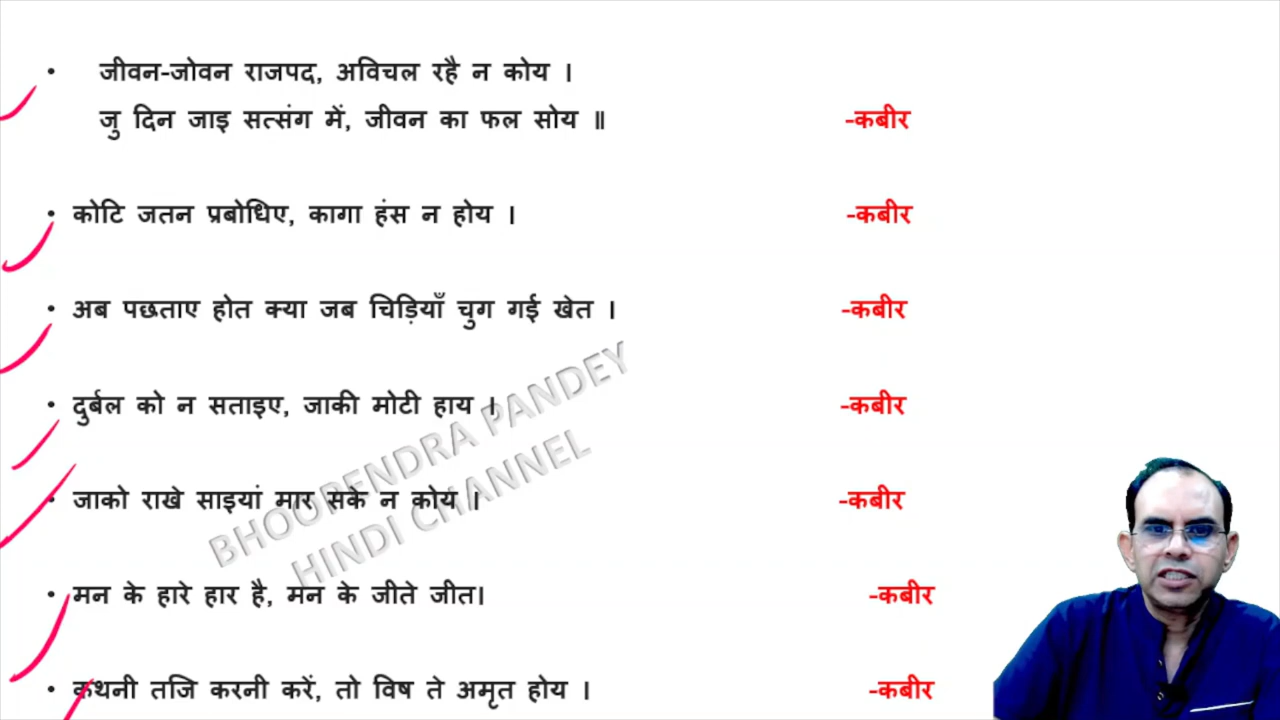 • जीवन-जोवन राजपद, अविचल रहै न कोय ।
जु दिन जाइ सत्संग में, जीवन का फल सोय ॥ -कबीर
• कोटि जतन प्रबोधिए, कागा हंस न होय । -कबीर
• अब पछताए होत क्या जब चिड़ियाँ चुग गई खेत । -कबीर
• दुर्बल को न सताइए, जाकी मोटी हाय । -कबीर
• जाको राखे साइयां मार सके न कोय । -कबीर
• मन के हारे हार है, मन के जीते जीत। -कबीर
• कथनी तजि करनी करें, तो विष ते अमृत होय । -कबीर
BHOOPENDRA PANDEY
HINDI CHANNEL